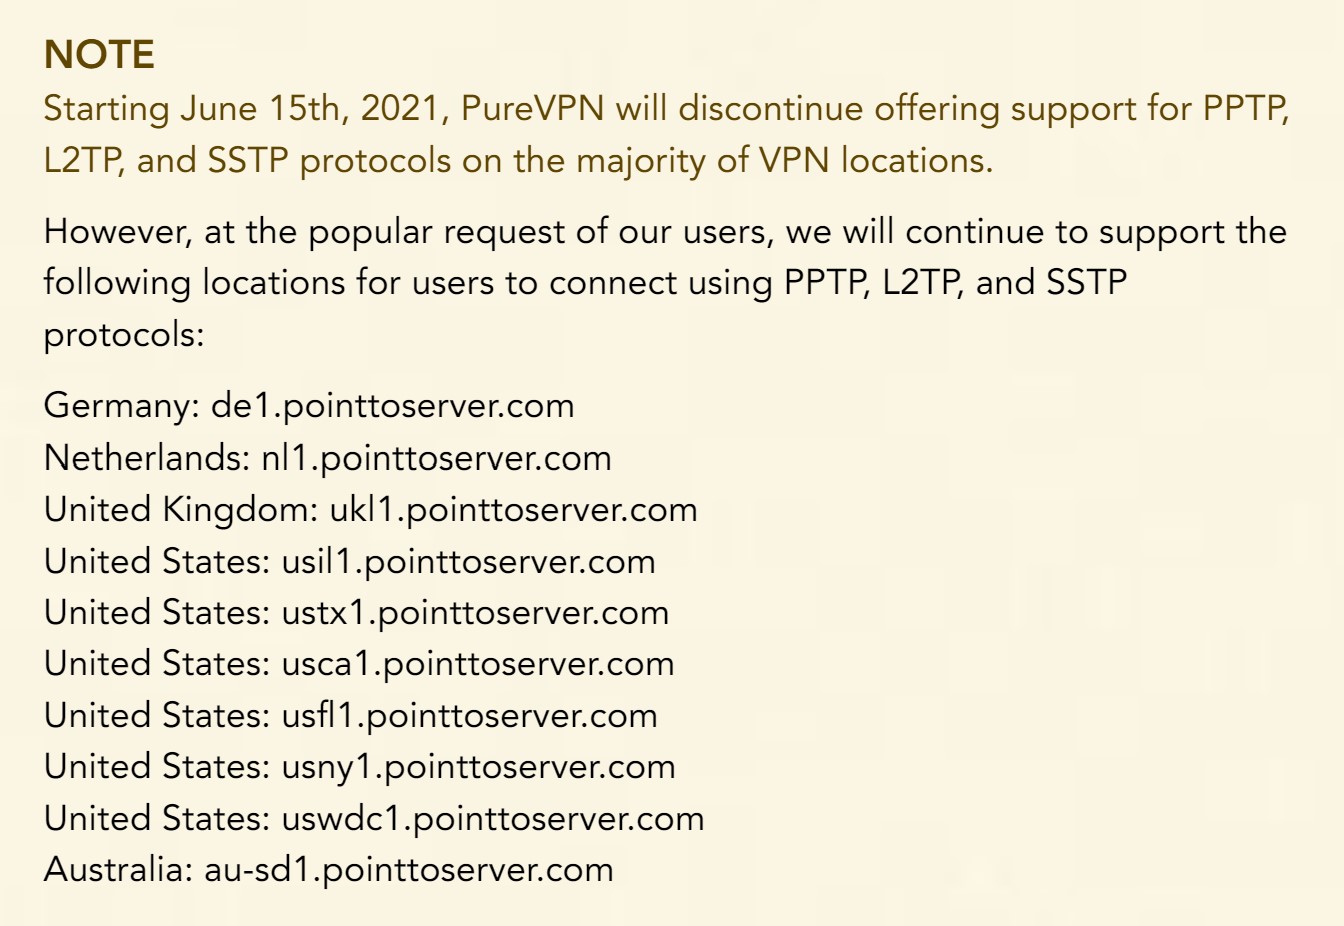 NOTE
Starting June 15th, 2021, PureVPN will discontinue offering support for PPTP,
L2TP, and SSTP protocols on the majority of VPN locations.
However, at the popular request of our users, we will continue to support the
following locations for users to connect using PPTP, L2TP, and SSTP
protocols:
Germany: de1.pointtoserver.com
Netherlands: nl1.pointtoserver.com
United Kingdom: ukl1.pointtoserver.com
United States: usil1.pointtoserver.com
United States: ustx1.pointtoserver.com
United States: usca1.pointtoserver.com
United States: usfl1.pointtoserver.com
United States: usny1.pointtoserver.com
United States: uswdc1.pointtoserver.com
Australia: au-sd1.pointtoserver.com